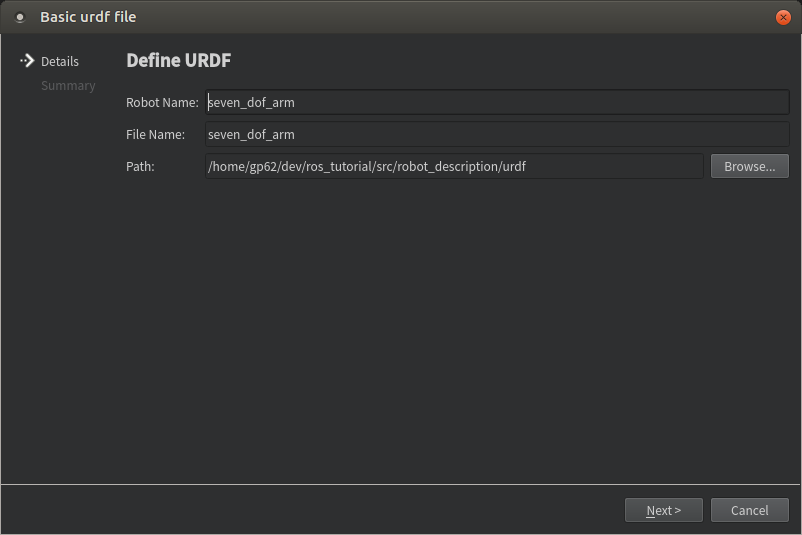 Basic urdf file
Details
Summary
Define URDF
Robot Name: seven_dof_arm
File Name: seven_dof_arm
Path: /home/gp62/dev/ros_tutorial/src/robot_description/urdf Browse...
Next > Cancel